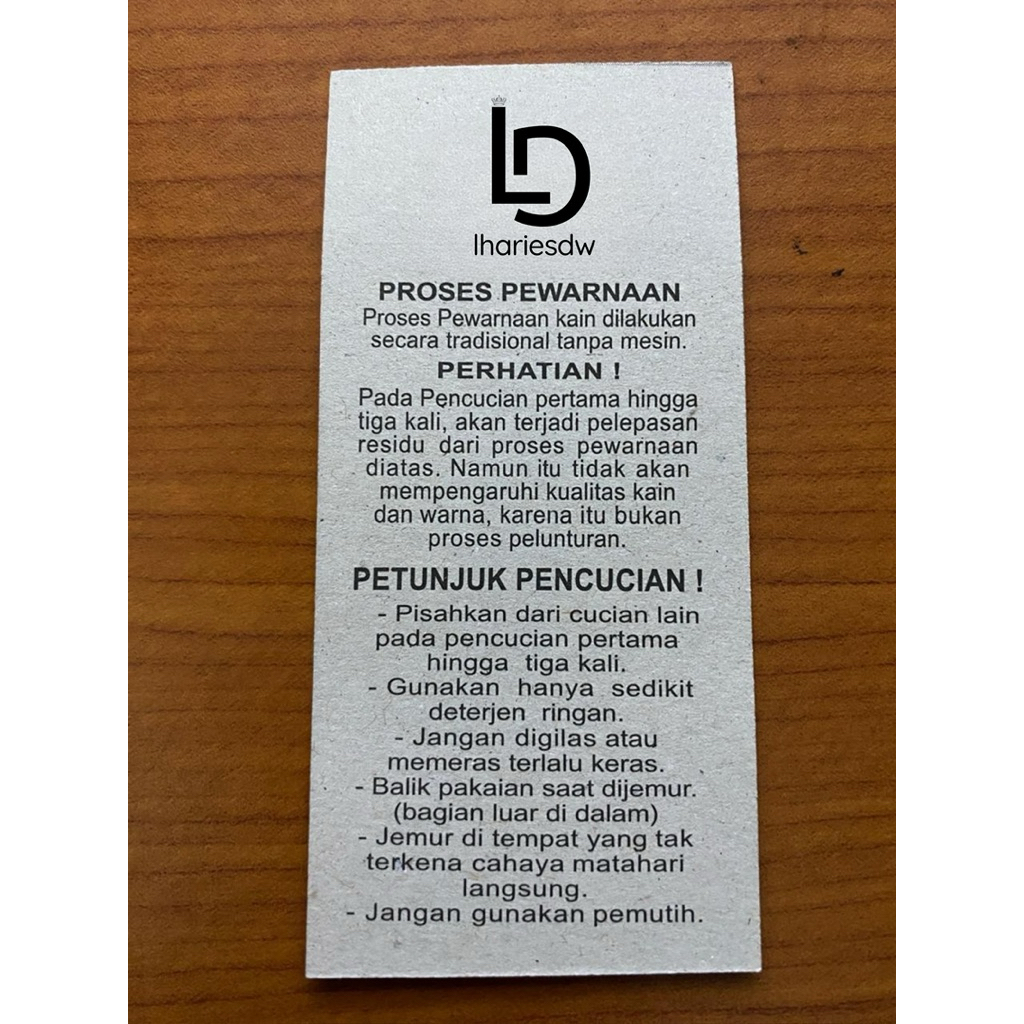 LD
lhariesdw
PROSES PEWARNAAN
Proses Pewarnaan kain dilakukan
secara tradisional tanpa mesin.
PERHATIAN !
Pada Pencucian pertama hingga
tiga kali, akan terjadi pelepasan
residu dari proses pewarnaan
diatas. Namun itu tidak akan
mempengaruhi kualitas kain
dan warna, karena itu bukan
proses pelunturan.
PETUNJUK PENCUCIAN !
- Pisahkan dari cucian lain
pada pencucian pertama
hingga tiga kali.
- Gunakan hanya sedikit
deterjen ringan.
- Jangan digilas atau
memeras terlalu keras.
- Balik pakaian saat dijemur.
(bagian luar di dalam)
- Jemur di tempat yang tak
terkena cahaya matahari
langsung.
- Jangan gunakan pemutih.